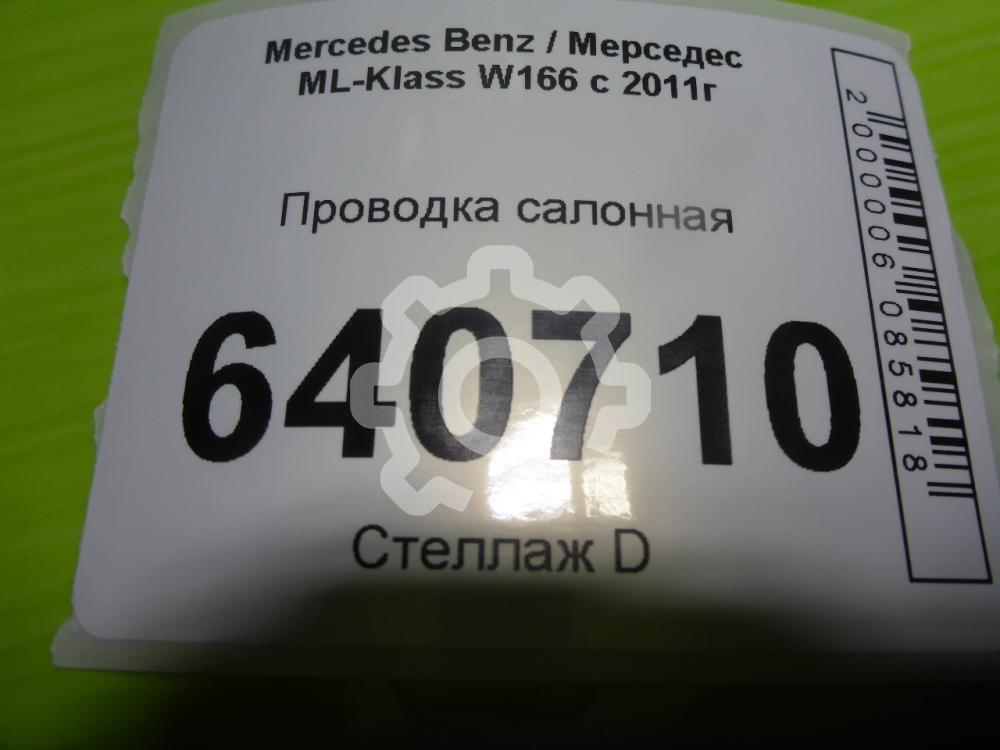 Mercedes Benz / Мерседес
ML-Klass W166 с 2011г
Проводка салонная
640710
Стеллаж D
2000006085818